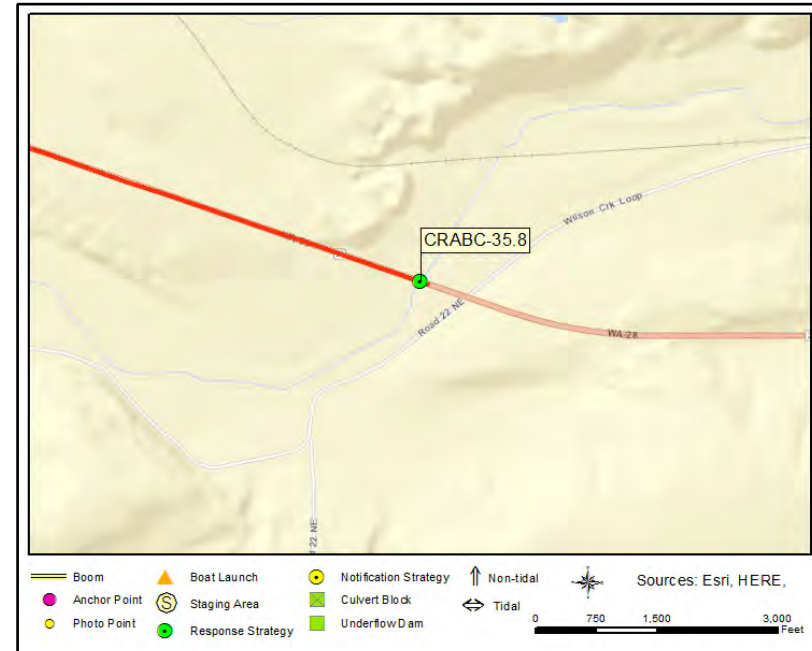 CRABC-35.8
Wilson Crk Loop
Road 22 NE
WA-28
Boom
Anchor Point
Photo Point
Boat Launch
Staging Area
S
Response Strategy
Notification Strategy
Culvert Block
Underflow Dam
Non-tidal
Tidal
Sources: Esri, HERE,
0 750 1,500 3,000
Feet